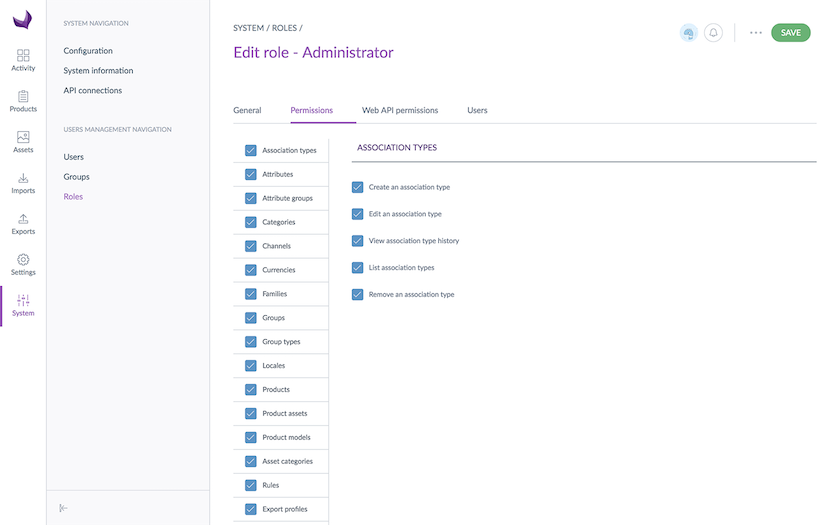 Activity
Products
Assets
Imports
Exports
Settings
System
SYSTEM NAVIGATION
Configuration
System information
API connections
USERS MANAGEMENT NAVIGATION
Users
Groups
Roles
SYSTEM / ROLES /
Edit role - Administrator
SAVE
General Permissions Web API permissions Users
Association types
Attributes
Attribute groups
Categories
Channels
Currencies
Families
Groups
Group types
Locales
Products
Product assets
Product models
Asset categories
Rules
Export profiles
ASSOCIATION TYPES
Create an association type
Edit an association type
View association type history
List association types
Remove an association type